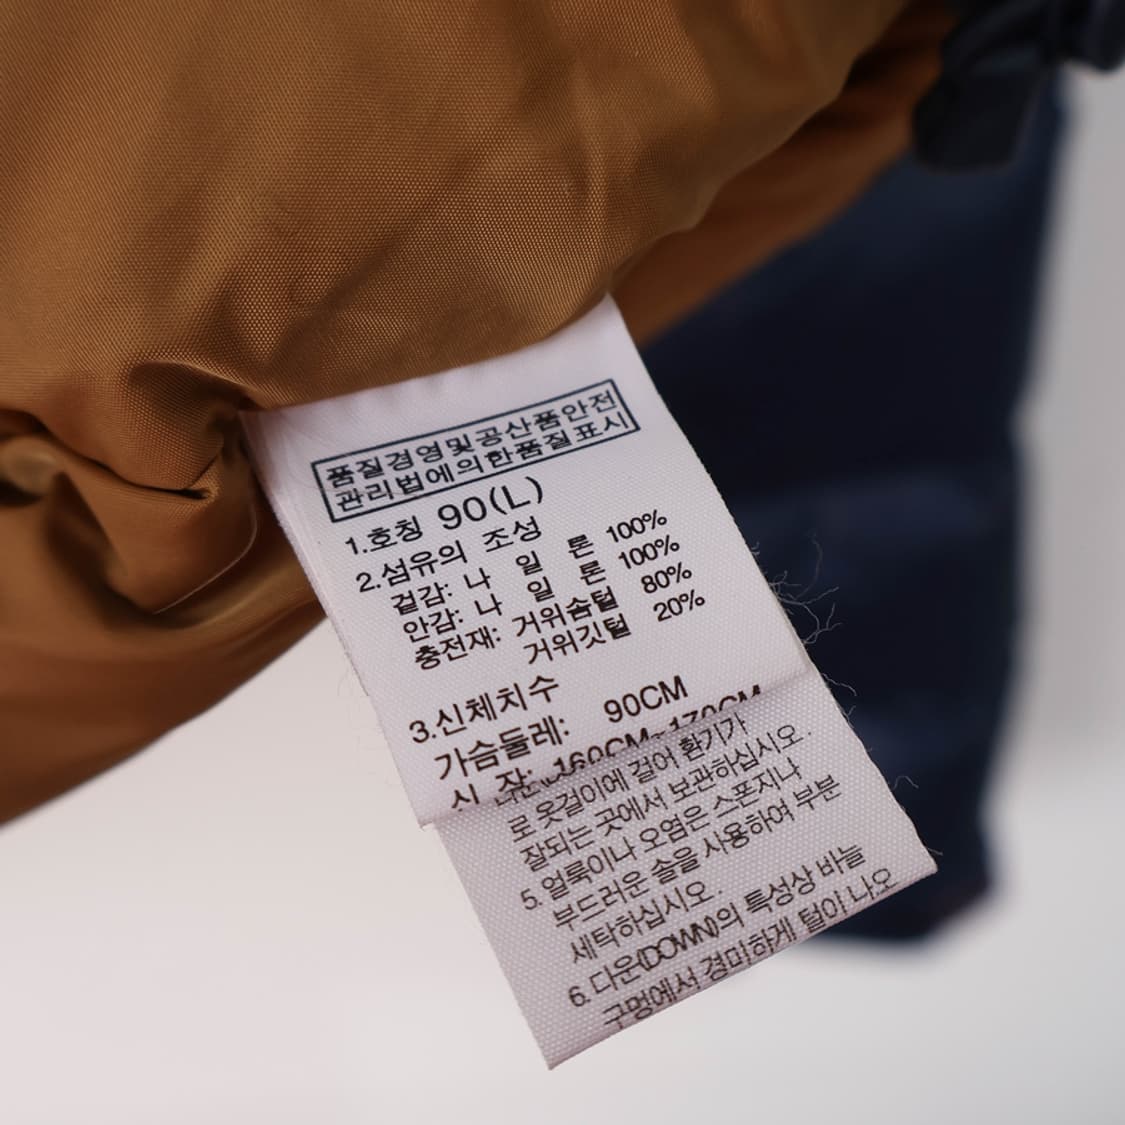 품질경영및공산품안전
관리법에의한품질표시
1.호칭 90(L)
2.섬유의 조성
겉감: 나 일 론 100%
안감: 나 일 론 100%
충전재: 거위솜털 80%
거위깃털 20%
3.신체치수
가슴둘레: 90CM
신 장: 160CM~170CM
로 옷걸이에 걸어 환기가
잘되는 곳에서 보관하십시오.
5. 얼룩이나 오염은 스폰지나
부드러운 솔을 사용하여 부분
세탁하십시오.
6. 다운(DOWN)의 특성상 바늘
구멍에서 경미하게 털이 나오